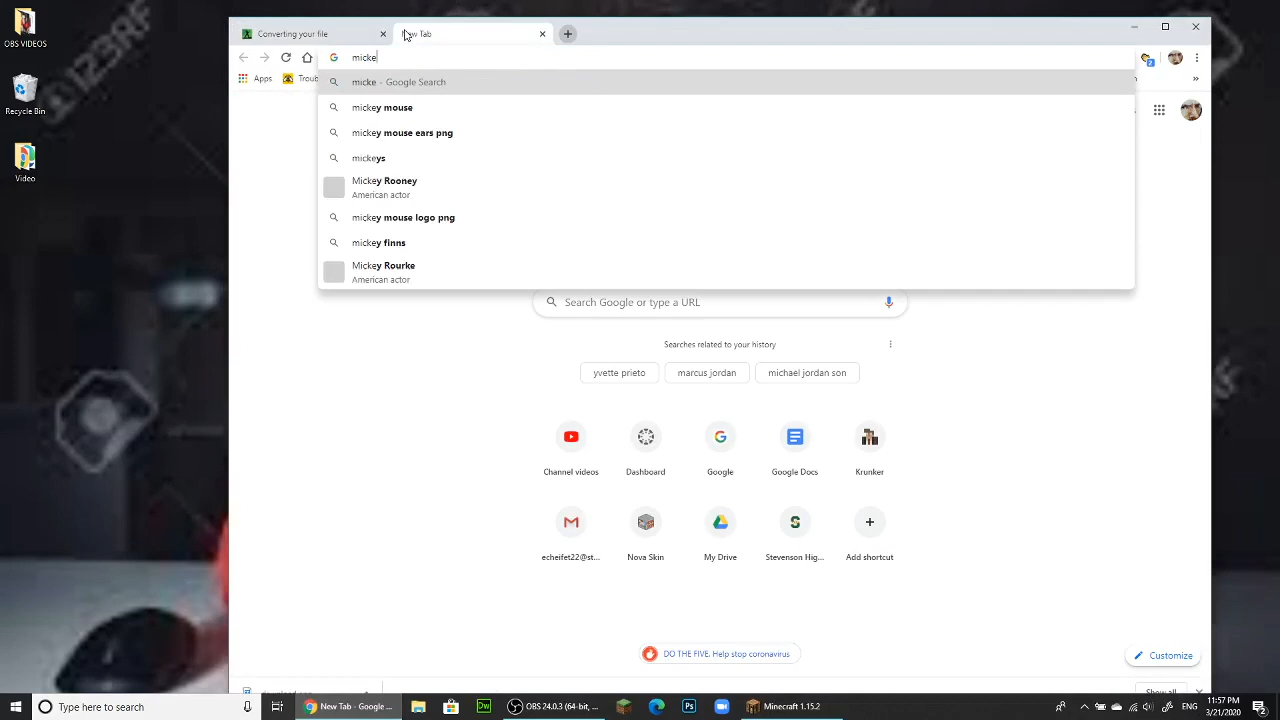 OBS VIDEOS
Recycle Bin
Video
Converting your file
New Tab
micke
Apps
Troub
micke - Google Search
mickey mouse
mickey mouse ears png
mickeys
Mickey Rooney
American actor
mickey mouse logo png
mickey finns
Mickey Rourke
American actor
Search Google or type a URL
Searches related to your history
yvette prieto
marcus jordan
michael jordan son
Channel videos
Dashboard
Google
Google Docs
Krunker
echeifet22@st...
Nova Skin
My Drive
Stevenson Hig...
Add shortcut
DO THE FIVE. Help stop coronavirus
Customize
Show all
Type here to search
New Tab - Google ...
OBS 24.0.3 (64-bit, ...
Minecraft 1.15.2
11:57 PM
3/21/2020